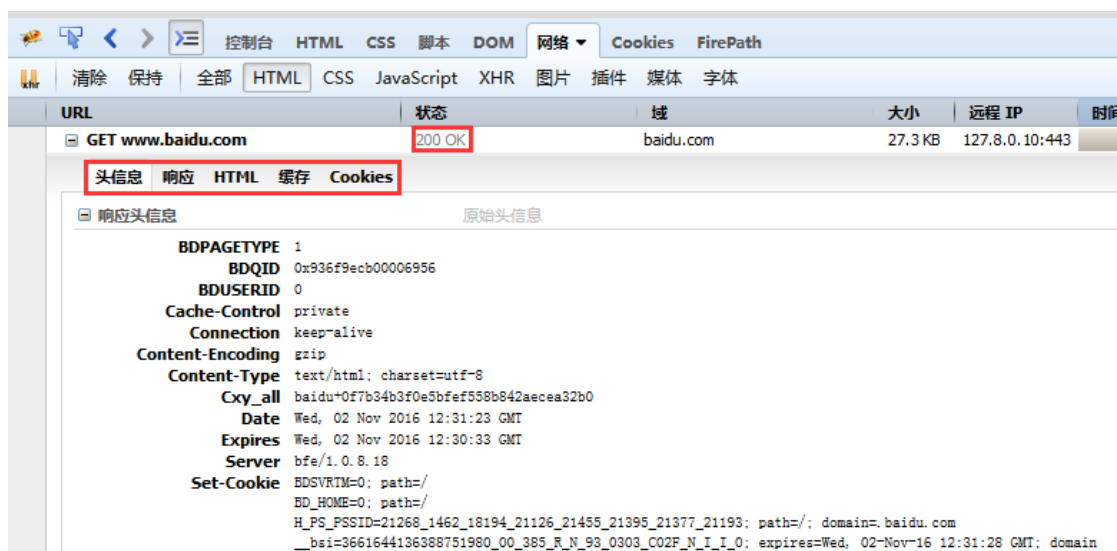 控制台 HTML CSS 脚本 DOM 网络 Cookies FirePath
xhr 清除 保持 全部 HTML CSS JavaScript XHR 图片 插件 媒体 字体
URL 状态 域 大小 远程 IP 时间
GET www.baidu.com 200 OK baidu.com 27.3 KB 127.8.0.10:443
头信息 响应 HTML 缓存 Cookies
响应头信息 原始头信息
BDPAGETYPE 1
BDQID 0x936f9ecb00006956
BDUSERID 0
Cache-Control private
Connection keep-alive
Content-Encoding gzip
Content-Type text/html; charset=utf-8
Cxy_all baidu+0f7b34b3f0e5bfef558b842aecea32b0
Date Wed, 02 Nov 2016 12:31:23 GMT
Expires Wed, 02 Nov 2016 12:30:33 GMT
Server bfe/1.0.8.18
Set-Cookie BDSVRTM=0; path=/
BD_HOME=0; path=/
H_PS_PSSID=21268_1462_18194_21126_21455_21395_21377_21193; path=/; domain=.baidu.com
__bsi=3661644136388751980_00_385_R_N_93_0303_C02F_N_I_I_0; expires=Wed, 02-Nov-16 12:31:28 GMT; domain